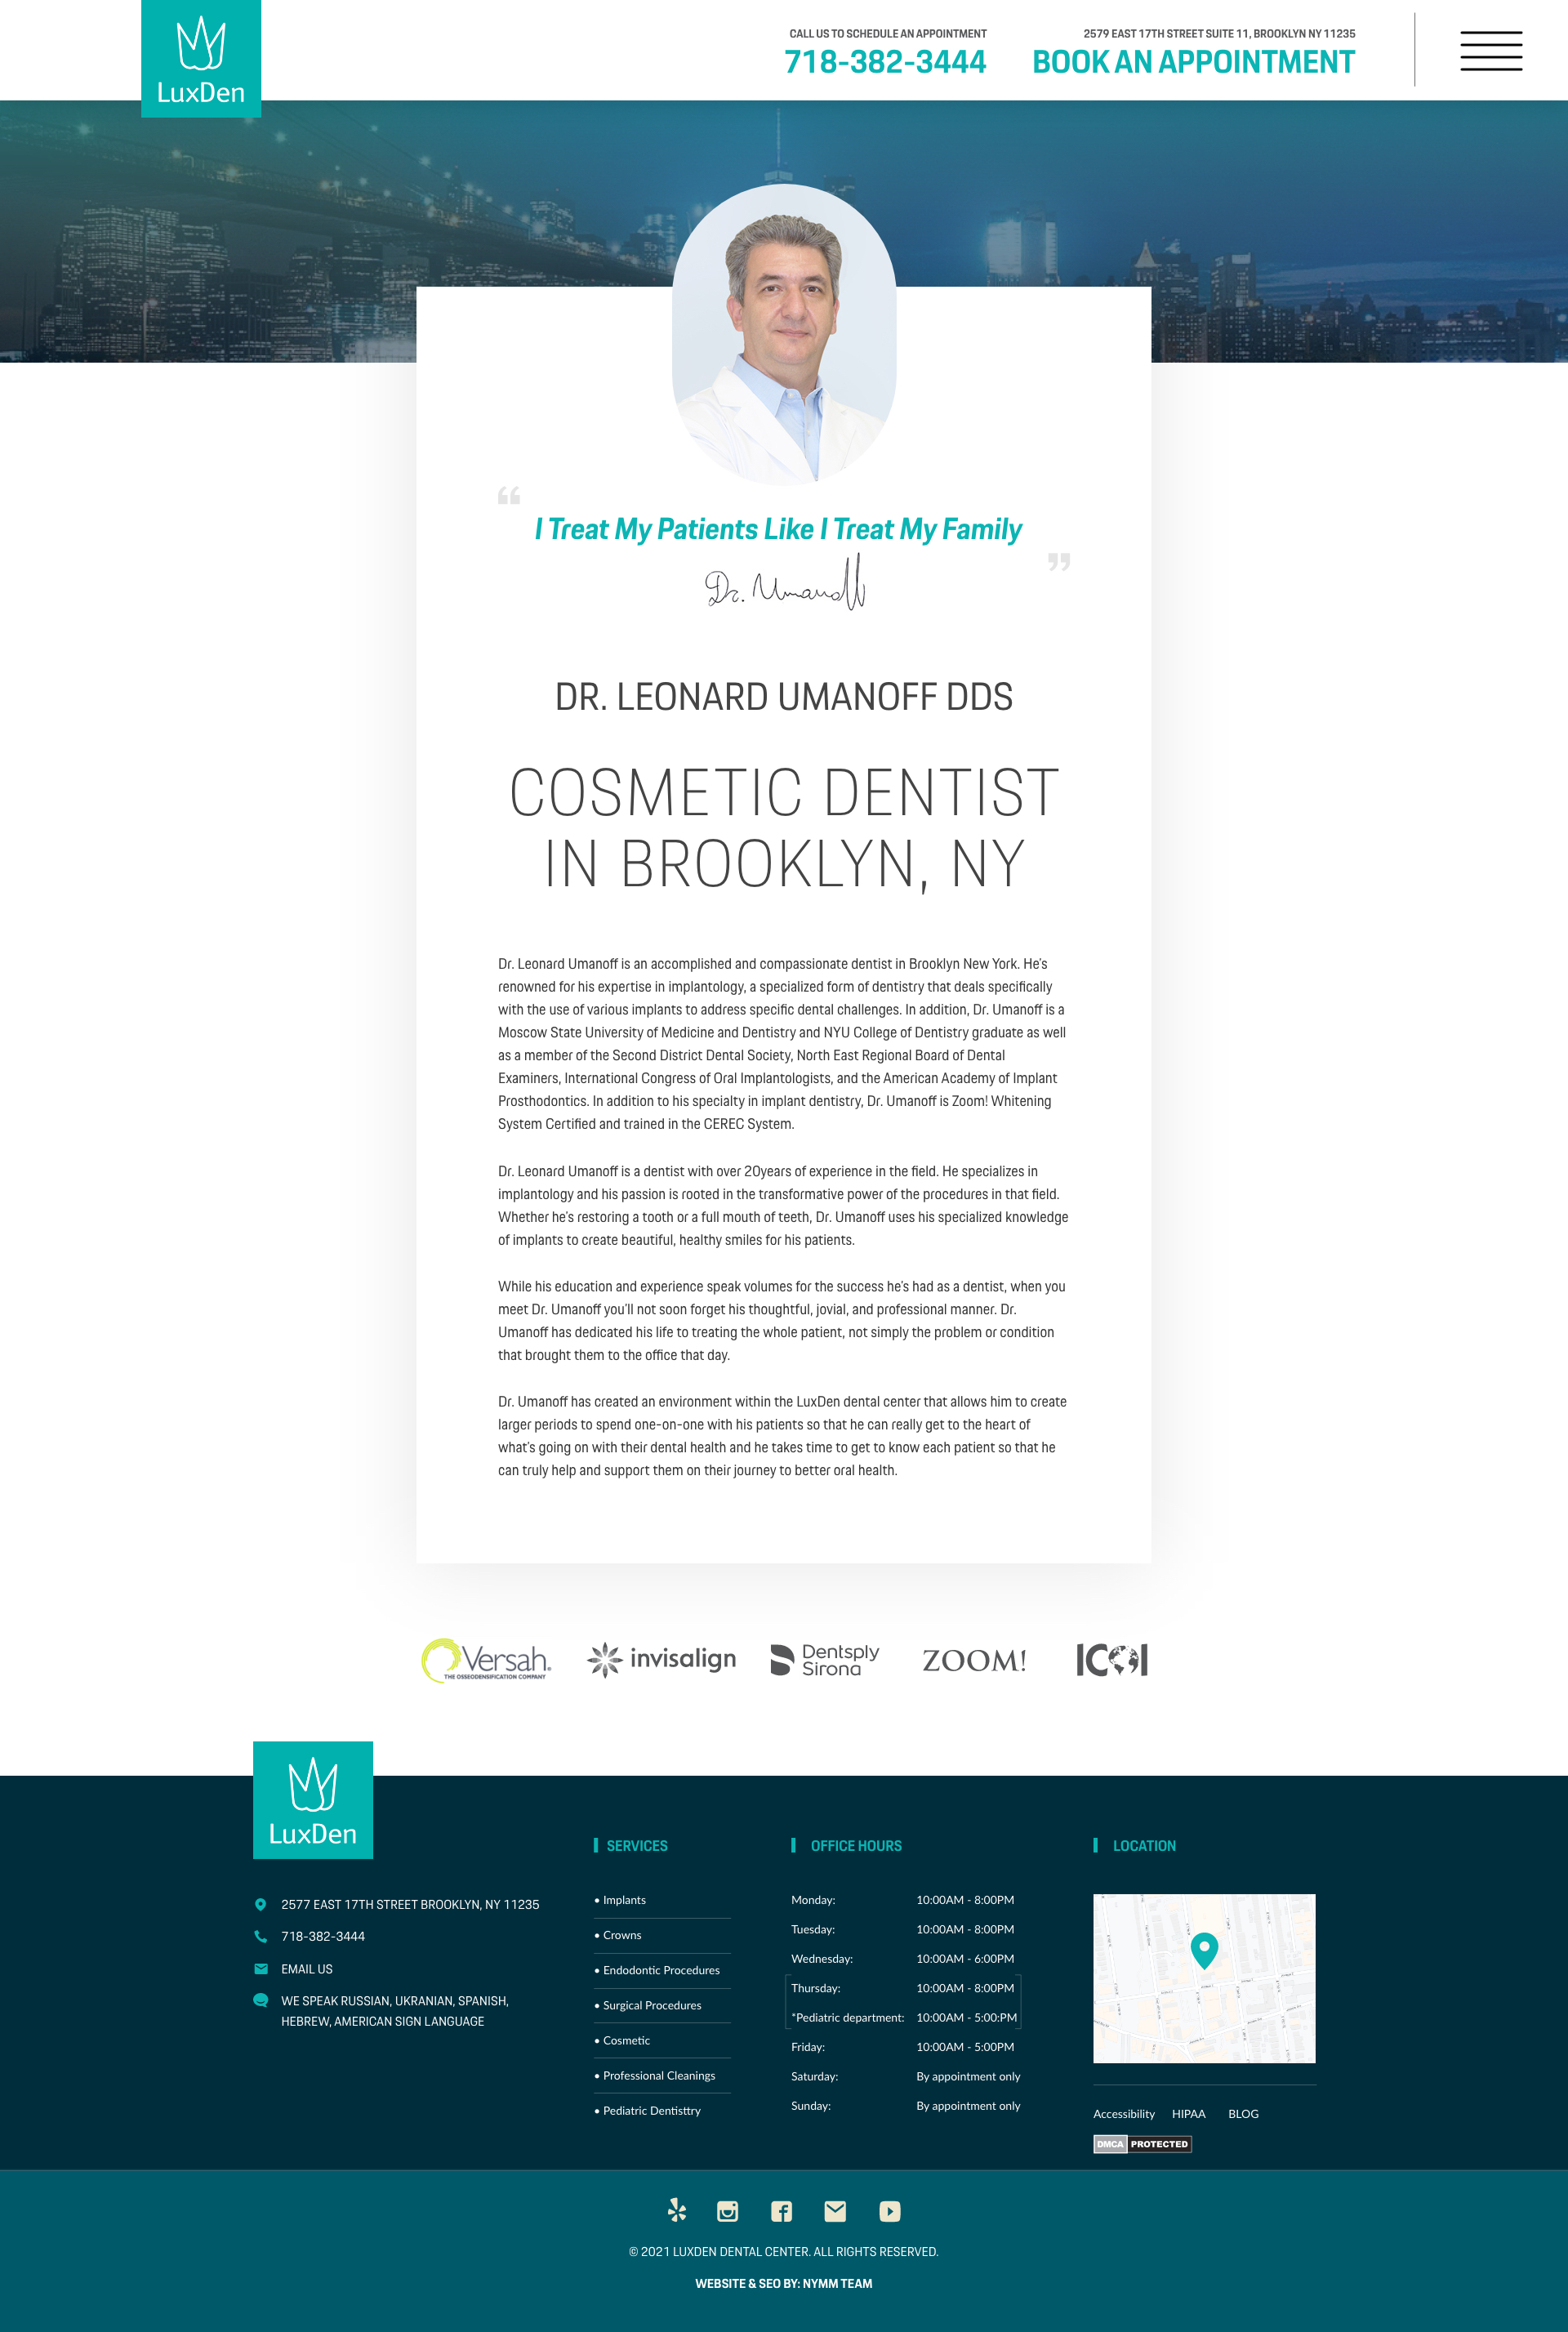 LuxDen
CALL US TO SCHEDULE AN APPOINTMENT
718-382-3444
2579 EAST 17TH STREET SUITE 11, BROOKLYN NY 11235
BOOK AN APPOINTMENT
“
I Treat My Patients Like I Treat My Family
”
Dr. Umanoff
DR. LEONARD UMANOFF DDS
COSMETIC DENTIST
IN BROOKLYN, NY
Dr. Leonard Umanoff is an accomplished and compassionate dentist in Brooklyn New York. He's
renowned for his expertise in implantology, a specialized form of dentistry that deals specifically
with the use of various implants to address specific dental challenges. In addition, Dr. Umanoff is a
Moscow State University of Medicine and Dentistry and NYU College of Dentistry graduate as well
as a member of the Second District Dental Society, North East Regional Board of Dental
Examiners, International Congress of Oral Implantologists, and the American Academy of Implant
Prosthodontics. In addition to his specialty in implant dentistry, Dr. Umanoff is Zoom! Whitening
System Certified and trained in the CEREC System.
Dr. Leonard Umanoff is a dentist with over 20years of experience in the field. He specializes in
implantology and his passion is rooted in the transformative power of the procedures in that field.
Whether he's restoring a tooth or a full mouth of teeth, Dr. Umanoff uses his specialized knowledge
of implants to create beautiful, healthy smiles for his patients.
While his education and experience speak volumes for the success he's had as a dentist, when you
meet Dr. Umanoff you'll not soon forget his thoughtful, jovial, and professional manner. Dr.
Umanoff has dedicated his life to treating the whole patient, not simply the problem or condition
that brought them to the office that day.
Dr. Umanoff has created an environment within the LuxDen dental center that allows him to create
larger periods to spend one-on-one with his patients so that he can really get to the heart of
what's going on with their dental health and he takes time to get to know each patient so that he
can truly help and support them on their journey to better oral health.
Versah.
THE OSSEODENSIFICATION COMPANY
invisalign
Dentsply
Sirona
ZOOM!
ICOI
LuxDen
2577 EAST 17TH STREET BROOKLYN, NY 11235
718-382-3444
EMAIL US
WE SPEAK RUSSIAN, UKRANIAN, SPANISH,
HEBREW, AMERICAN SIGN LANGUAGE
SERVICES
• Implants
• Crowns
• Endodontic Procedures
• Surgical Procedures
• Cosmetic
• Professional Cleanings
• Pediatric Dentisttry
OFFICE HOURS
Monday: 10:00AM - 8:00PM
Tuesday: 10:00AM - 8:00PM
Wednesday: 10:00AM - 6:00PM
Thursday: 10:00AM - 8:00PM
*Pediatric department: 10:00AM - 5:00:PM
Friday: 10:00AM - 5:00PM
Saturday: By appointment only
Sunday: By appointment only
LOCATION
Accessibility HIPAA BLOG
DMCA PROTECTED
© 2021 LUXDEN DENTAL CENTER. ALL RIGHTS RESERVED.
WEBSITE & SEO BY: NYMM TEAM